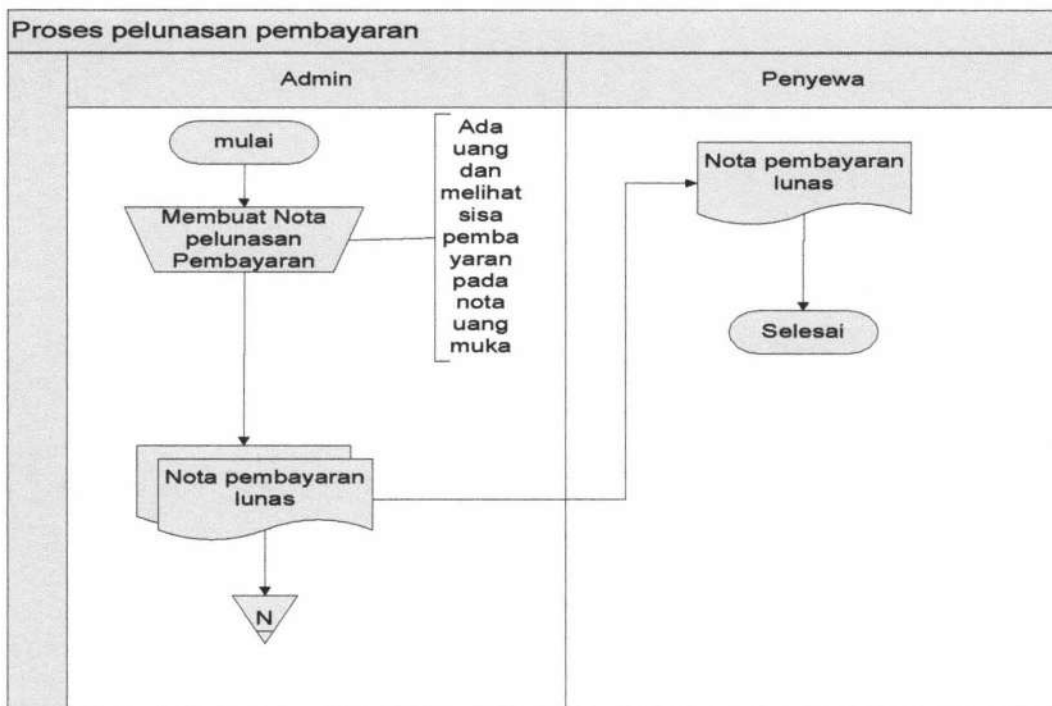 Proses pelunasan pembayaran
Admin
Penyewa
mulai
Membuat Nota
pelunasan
Pembayaran
Ada
uang
dan
melihat
sisa
pemba
yaran
pada
nota
uang
muka
Nota pembayaran
lunas
N
Nota pembayaran
lunas
Selesai